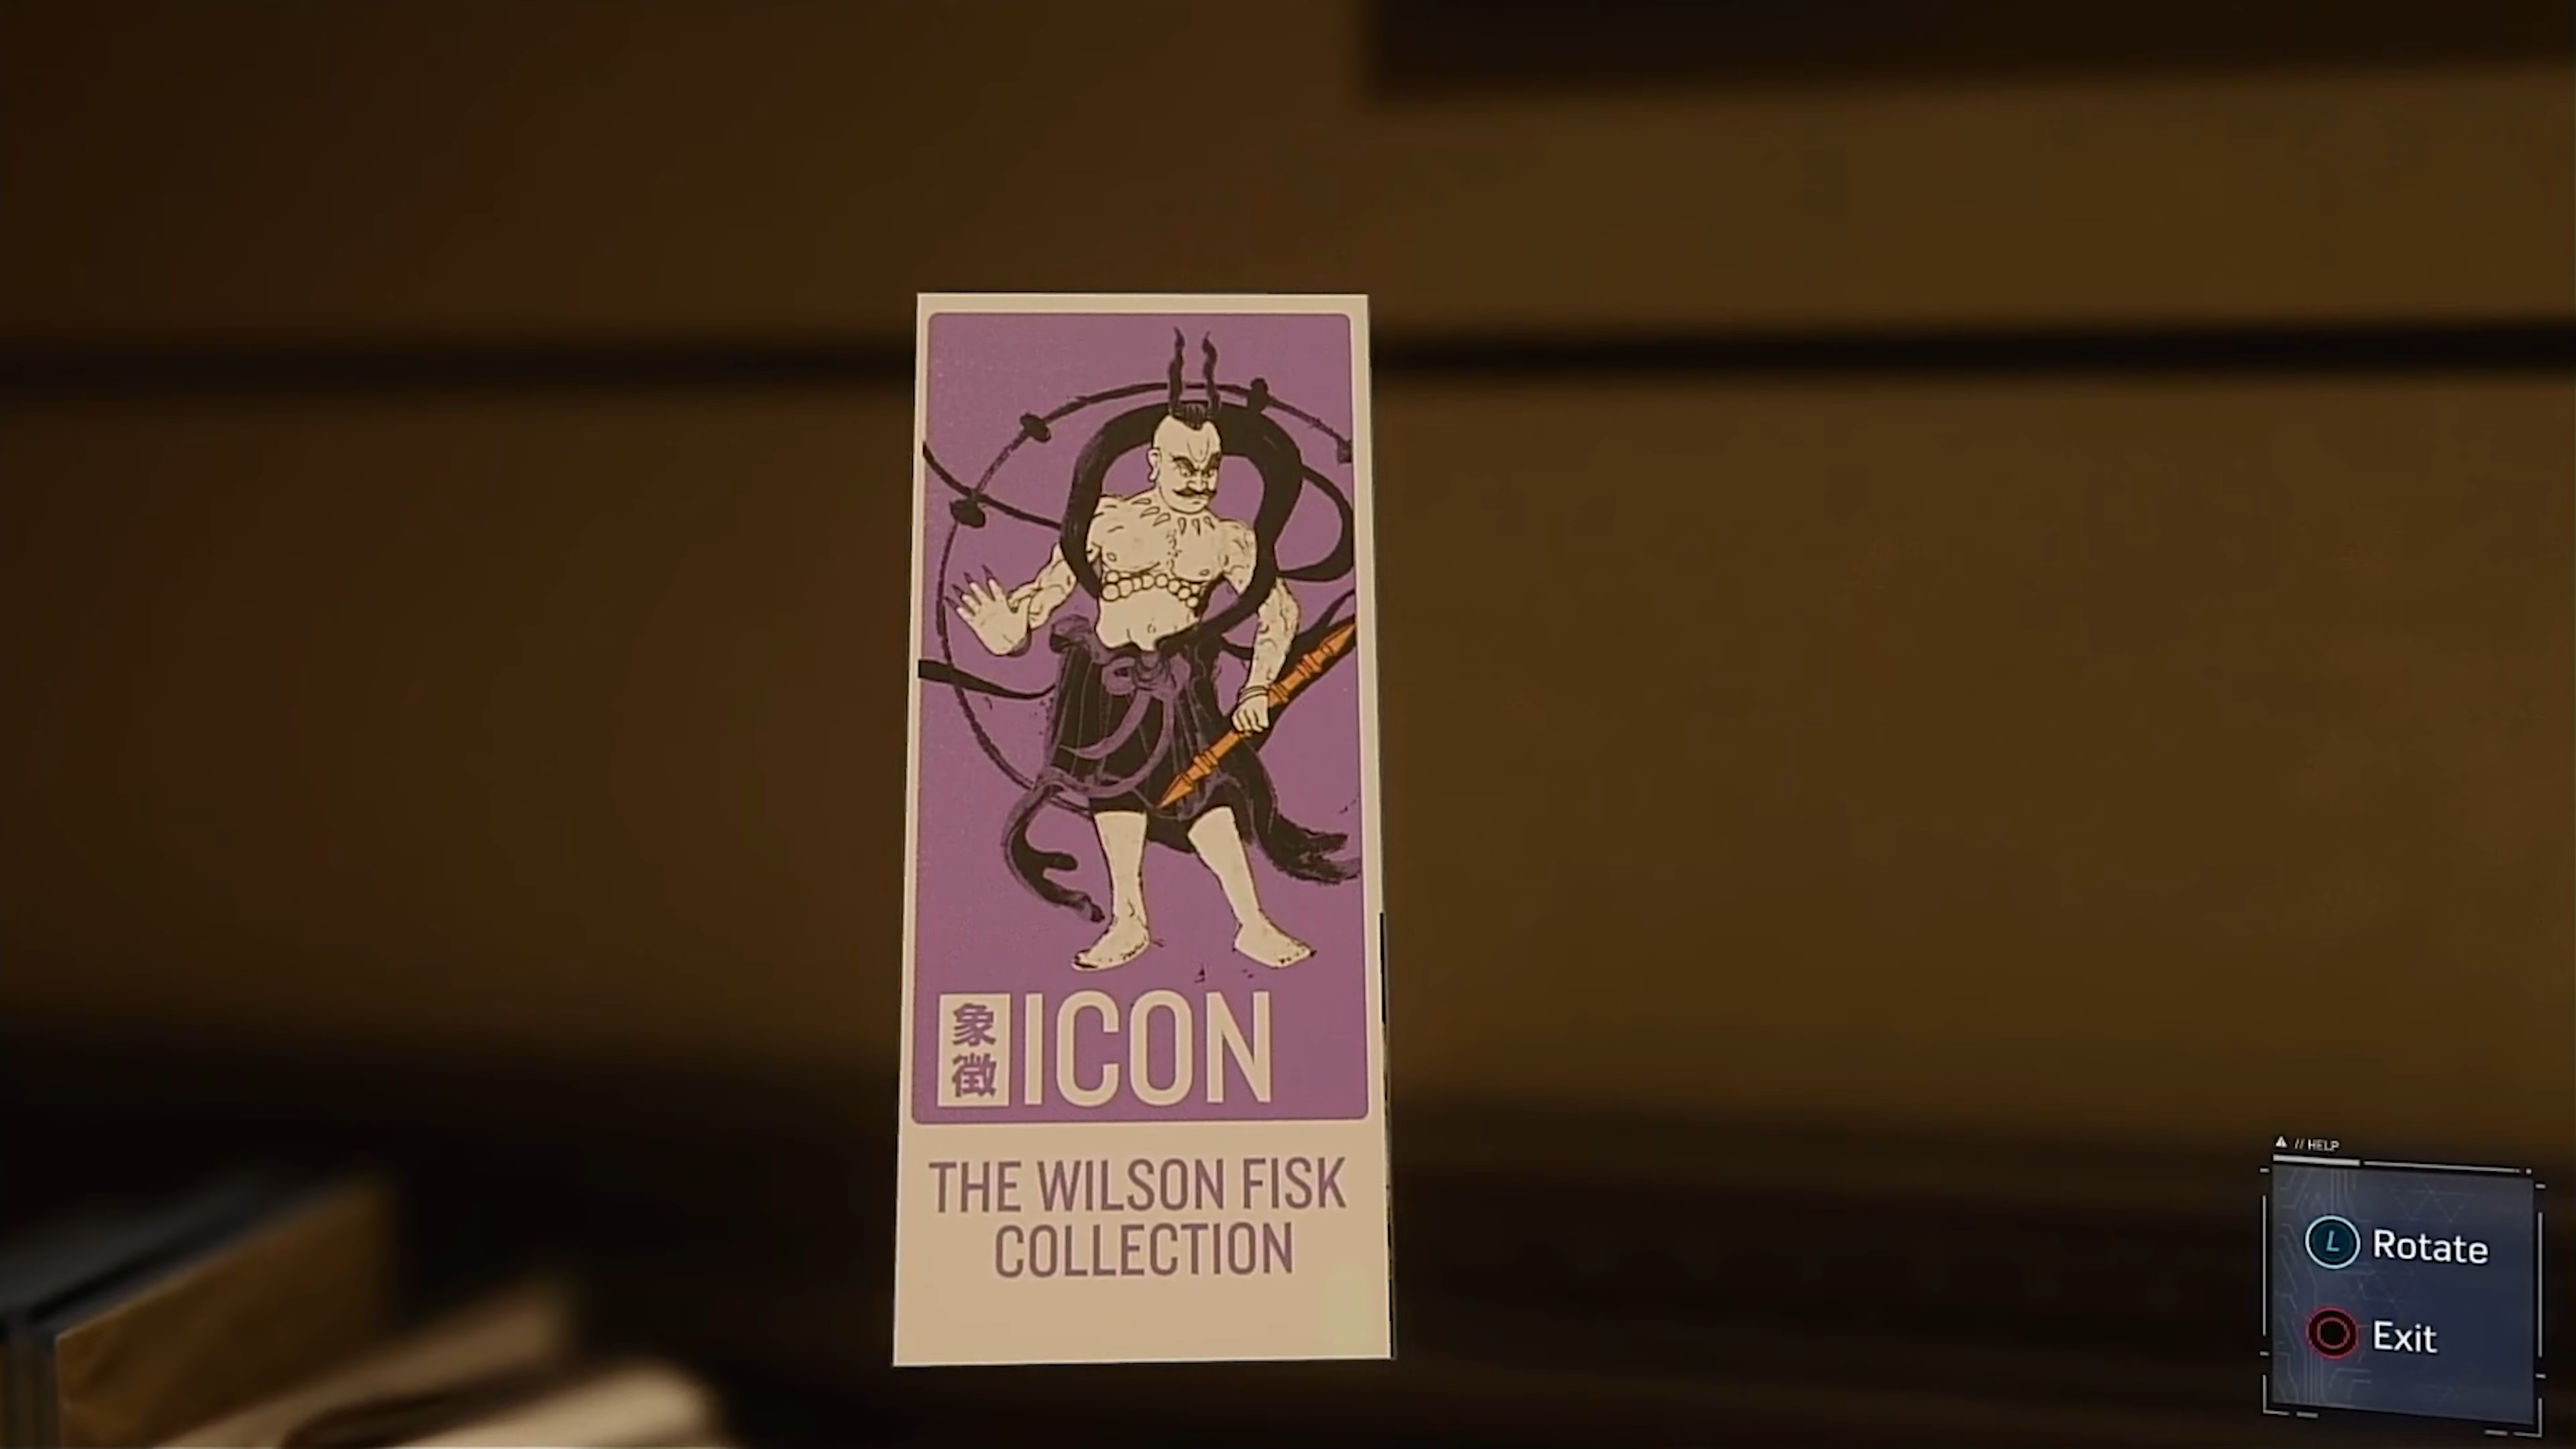 象徵
ICON
THE WILSON FISK
COLLECTION
// HELP
L Rotate
Exit